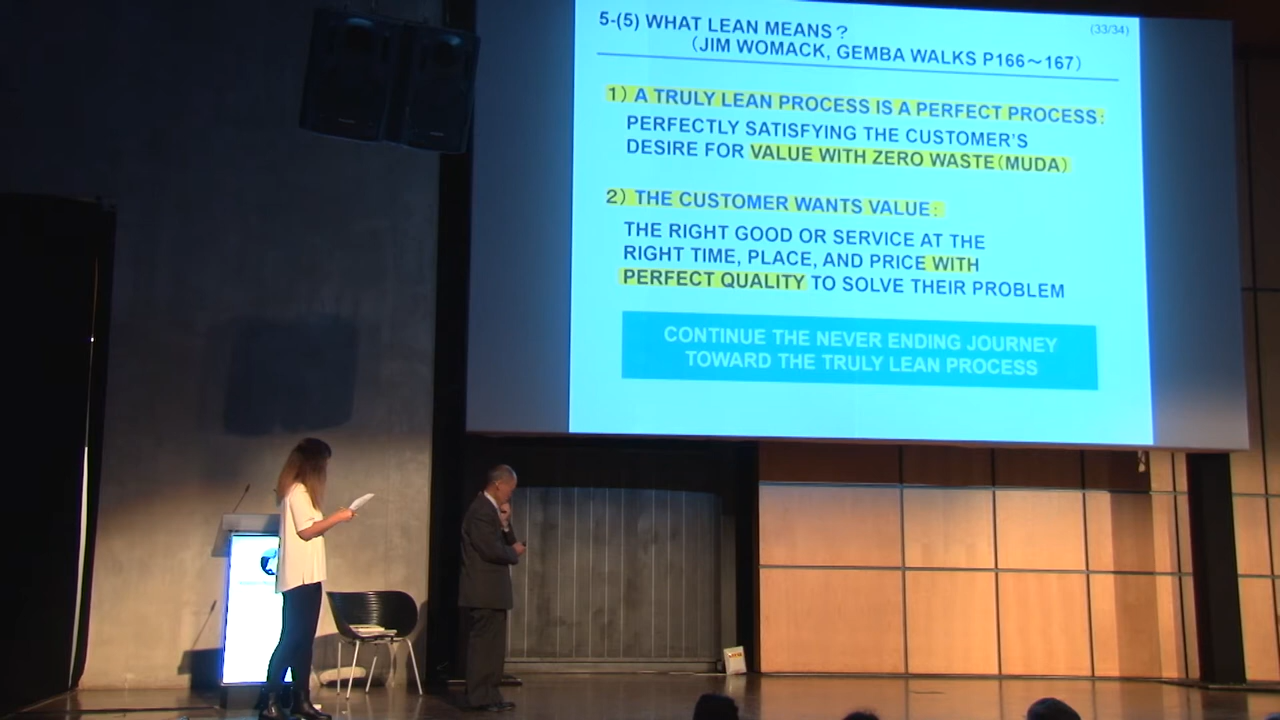 5-(5) WHAT LEAN MEANS?
(33/34)
(JIM WOMACK, GEMBA WALKS P166～167)
1) A TRULY LEAN PROCESS IS A PERFECT PROCESS:
PERFECTLY SATISFYING THE CUSTOMER'S
DESIRE FOR VALUE WITH ZERO WASTE(MUDA)
2) THE CUSTOMER WANTS VALUE:
THE RIGHT GOOD OR SERVICE AT THE
RIGHT TIME, PLACE, AND PRICE WITH
PERFECT QUALITY TO SOLVE THEIR PROBLEM
CONTINUE THE NEVER ENDING JOURNEY
TOWARD THE TRULY LEAN PROCESS